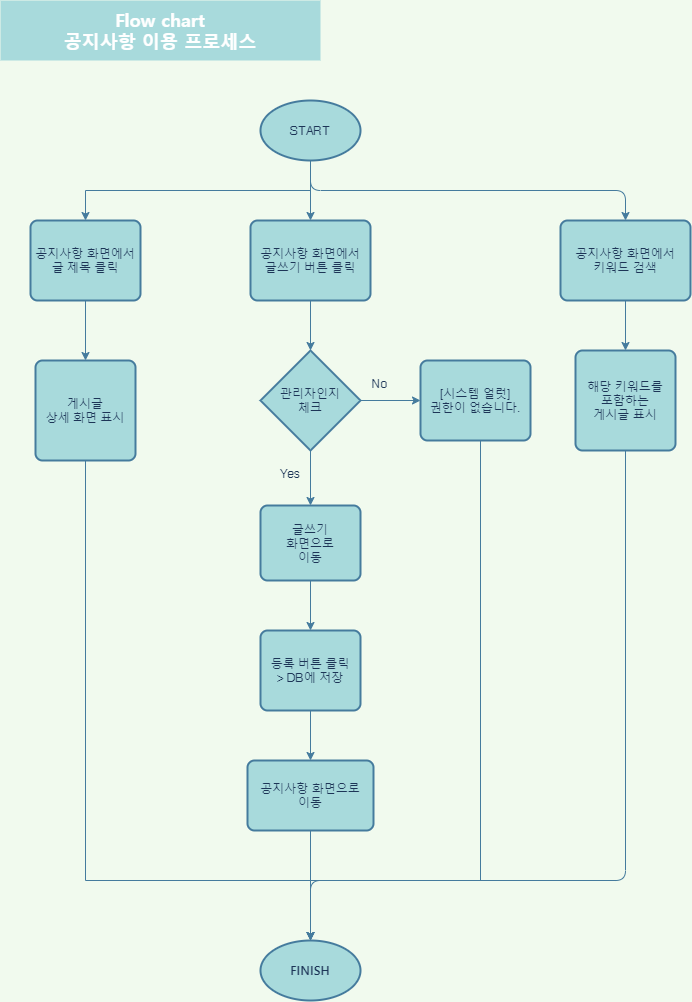 Flow chart
공지사항 이용 프로세스
START
공지사항 화면에서
글 제목 클릭
공지사항 화면에서
글쓰기 버튼 클릭
공지사항 화면에서
키워드 검색
게시글
상세 화면 표시
관리자인지
체크
No
[시스템 얼럿]
권한이 없습니다.
해당 키워드를
포함하는
게시글 표시
Yes
글쓰기
화면으로
이동
등록 버튼 클릭
> DB에 저장
공지사항 화면으로
이동
FINISH